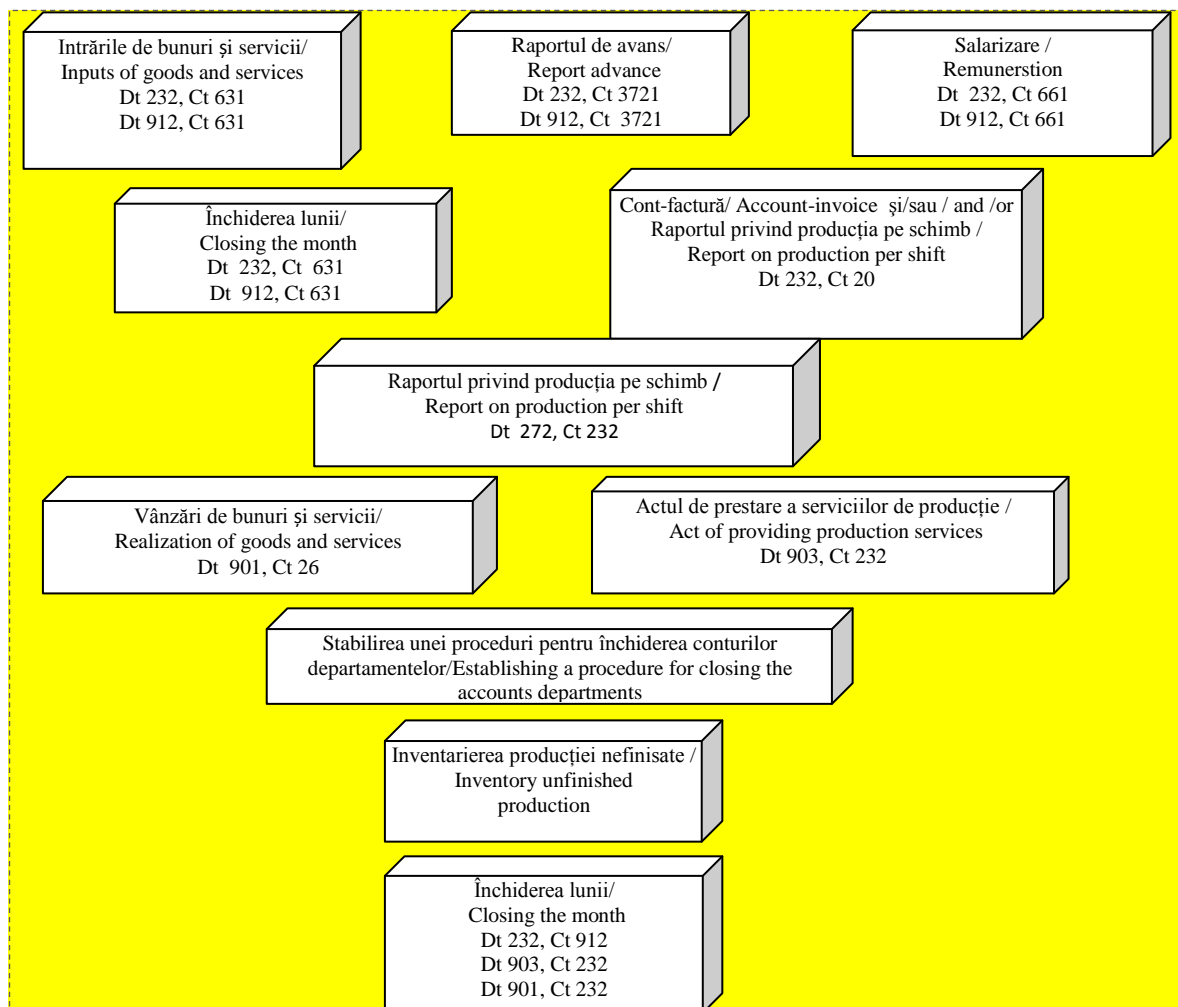 Intrările de bunuri și servicii/
Inputs of goods and services
Dt 232, Ct 631
Dt 912, Ct 631
Raportul de avans/
Report advance
Dt 232, Ct 3721
Dt 912, Ct 3721
Salarizare /
Remunerstion
Dt 232, Ct 661
Dt 912, Ct 661
Închiderea lunii/
Closing the month
Dt 232, Ct 631
Dt 912, Ct 631
Cont-factură/ Account-invoice și/sau / and /or
Raportul privind producția pe schimb /
Report on production per shift
Dt 232, Ct 20
Raportul privind producția pe schimb /
Report on production per shift
Dt 272, Ct 232
Vânzări de bunuri și servicii/
Realization of goods and services
Dt 901, Ct 26
Actul de prestare a serviciilor de producție /
Act of providing production services
Dt 903, Ct 232
Stabilirea unei proceduri pentru închiderea conturilor
departamentelor/Establishing a procedure for closing the
accounts departments
Inventarierea producției nefinisate /
Inventory unfinished
production
Închiderea lunii/
Closing the month
Dt 232, Ct 912
Dt 903, Ct 232
Dt 901, Ct 232